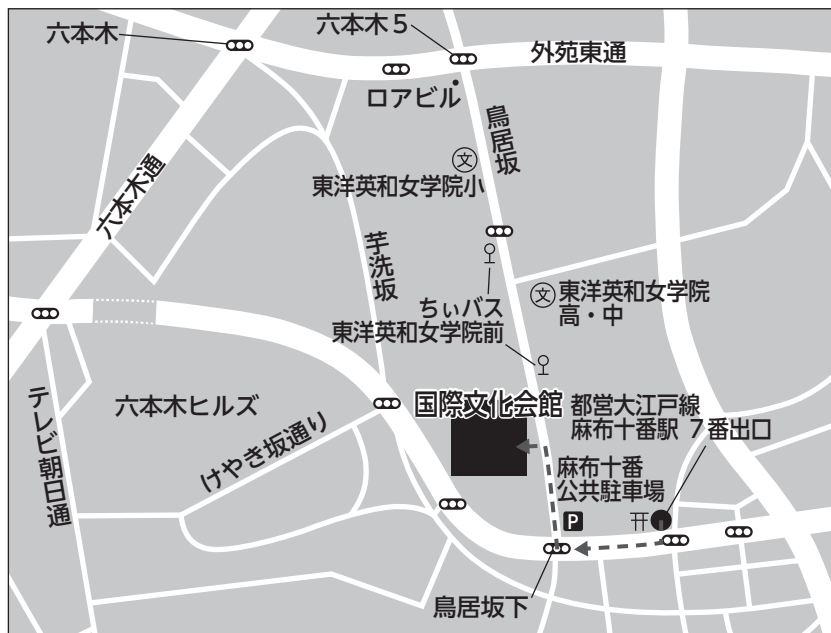 六本木
六本木5
外苑東通
ロアビル
鳥居坂
文
東洋英和女学院小
六本木通
芋洗坂
ちぃバス
東洋英和女学院前
文
東洋英和女学院
高・中
テレビ朝日通
六本木ヒルズ
けやき坂通り
国際文化会館
都営大江戸線
麻布十番駅 7番出口
麻布十番
公共駐車場
P
鳥居坂下